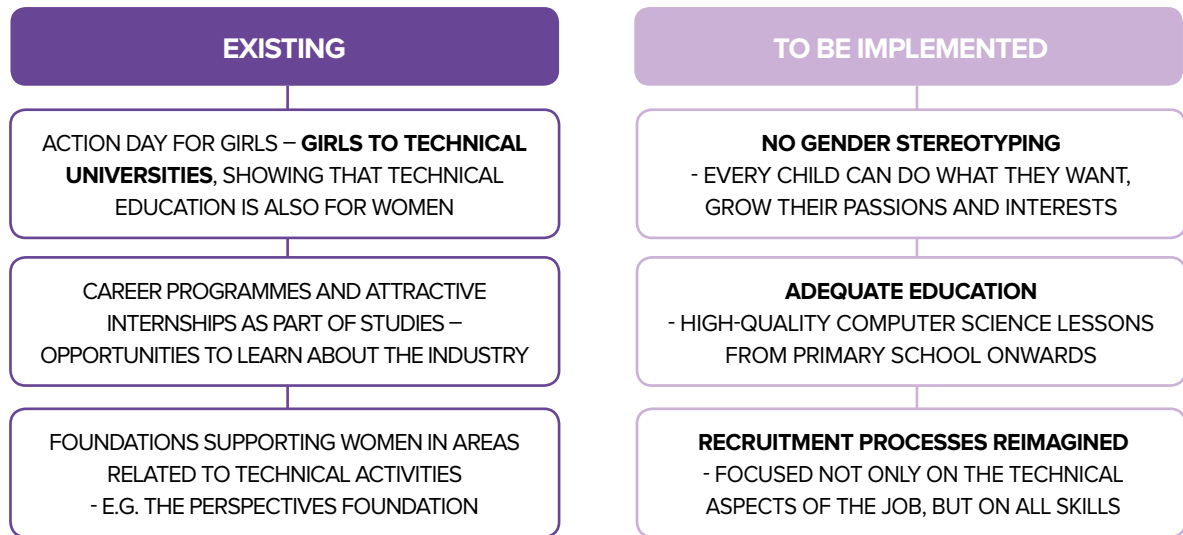 EXISTING
ACTION DAY FOR GIRLS – GIRLS TO TECHNICAL
UNIVERSITIES, SHOWING THAT TECHNICAL
EDUCATION IS ALSO FOR WOMEN
CAREER PROGRAMMES AND ATTRACTIVE
INTERNSHIPS AS PART OF STUDIES –
OPPORTUNITIES TO LEARN ABOUT THE INDUSTRY
FOUNDATIONS SUPPORTING WOMEN IN AREAS
RELATED TO TECHNICAL ACTIVITIES
- E.G. THE PERSPECTIVES FOUNDATION
TO BE IMPLEMENTED
NO GENDER STEREOTYPING
- EVERY CHILD CAN DO WHAT THEY WANT,
GROW THEIR PASSIONS AND INTERESTS
ADEQUATE EDUCATION
- HIGH-QUALITY COMPUTER SCIENCE LESSONS
FROM PRIMARY SCHOOL ONWARDS
RECRUITMENT PROCESSES REIMAGINED
- FOCUSED NOT ONLY ON THE TECHNICAL
ASPECTS OF THE JOB, BUT ON ALL SKILLS